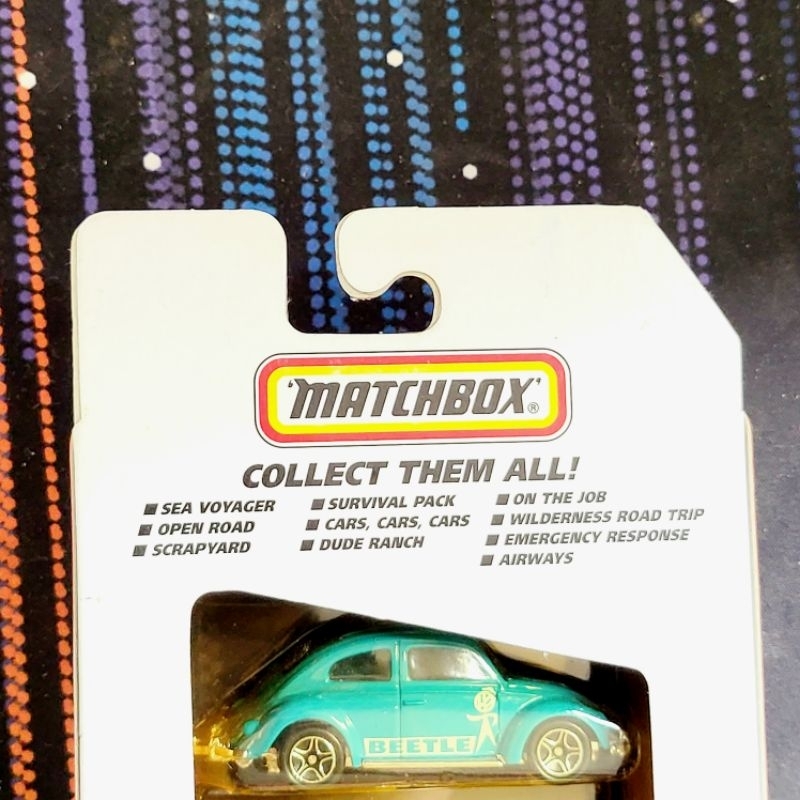 'MATCHBOX'®
COLLECT THEM ALL!
■ SEA VOYAGER
■ OPEN ROAD
■ SCRAPYARD
■ SURVIVAL PACK
■ CARS, CARS, CARS
■ DUDE RANCH
■ ON THE JOB
■ WILDERNESS ROAD TRIP
■ EMERGENCY RESPONSE
■ AIRWAYS
BEETLE